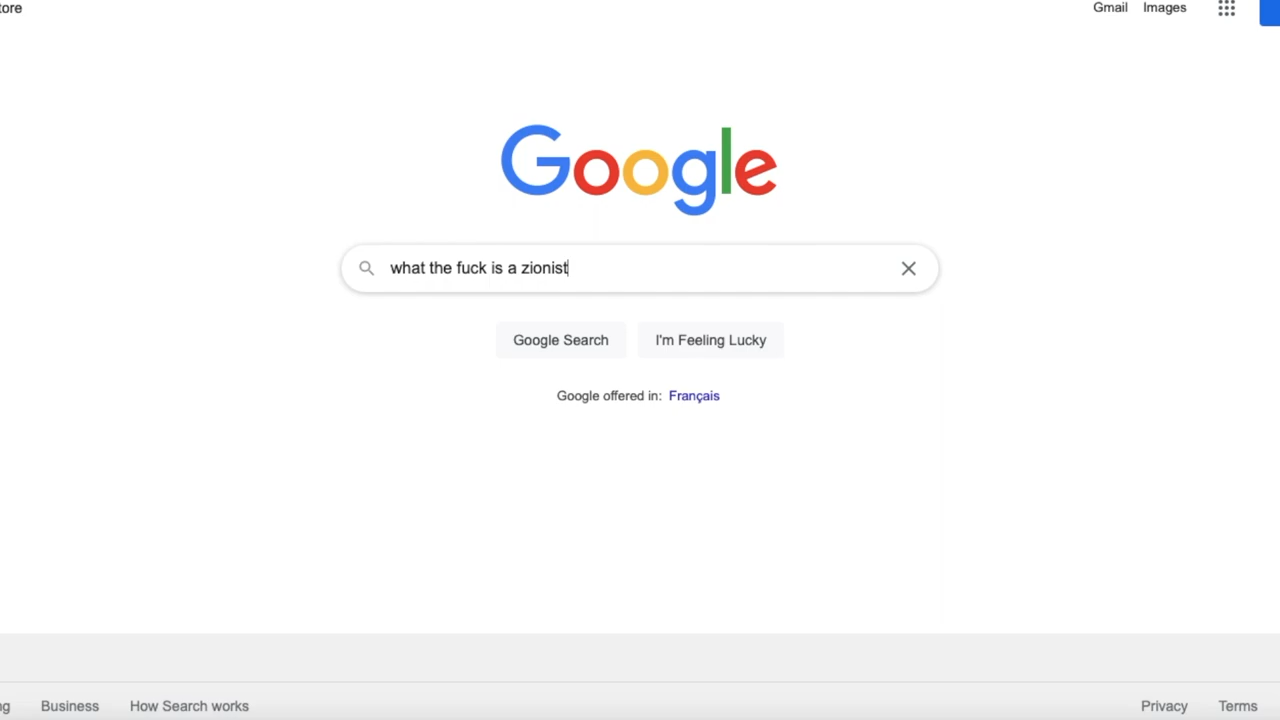 tore
Gmail Images
Google
what the fuck is a zionist
Google Search I'm Feeling Lucky
Google offered in: Français
ng Business How Search works
Privacy Terms